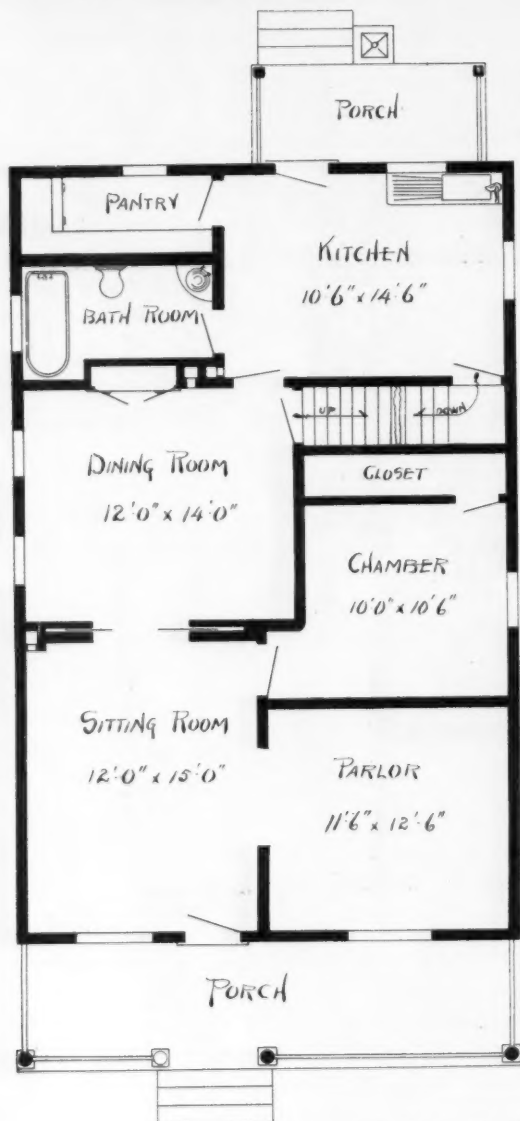 PORCH
PANTRY
KITCHEN
10'6" x 14'6"
BATH ROOM
UP
DOWN
DINING ROOM
12'0" x 14'0"
CLOSET
CHAMBER
10'0" x 10'6"
SITTING ROOM
12'0" x 15'0"
PARLOR
11'6" x 12'6"
PORCH